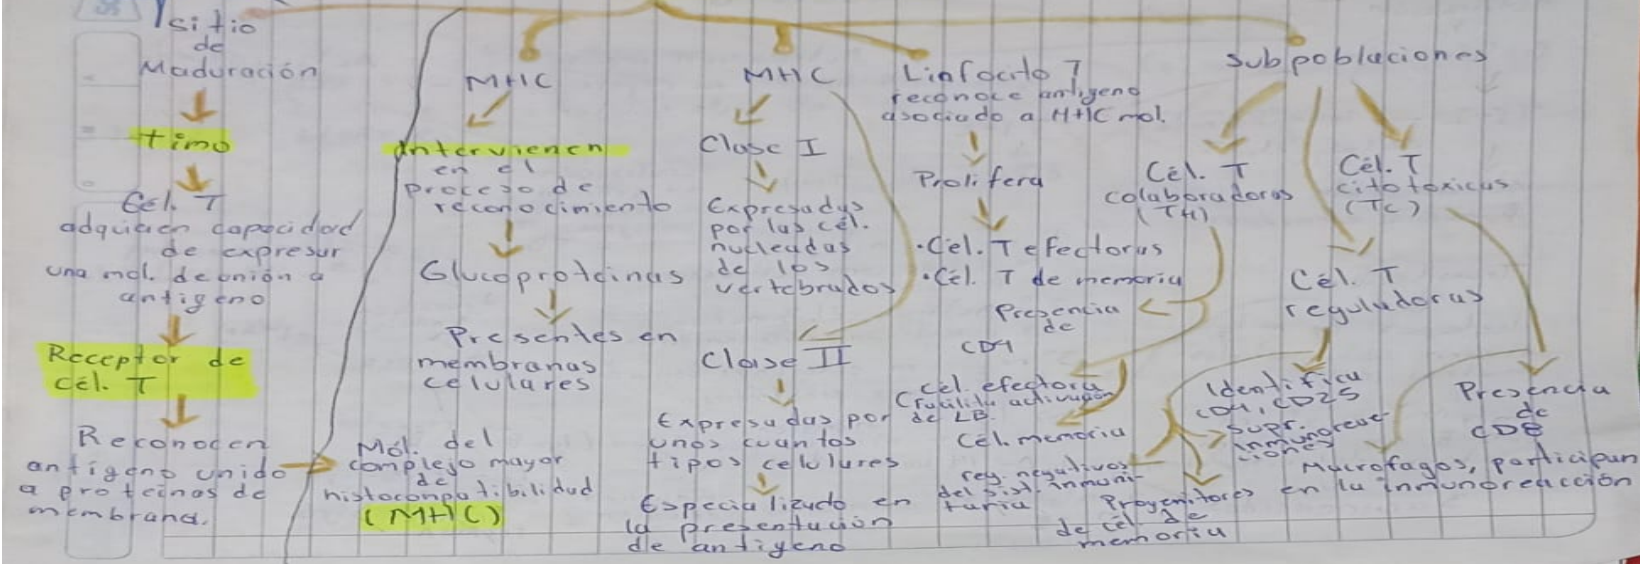 sitio
de
Maduración
timo
Cél. T
adquieren capacidad
de expresar
una mol. de unión a
antígeno
Receptor de
cél. T
Reconocen
antígeno unido
a proteínas de
membrana.
Mól. del
complejo mayor
de
histocompatibilidad
(MHC)
MHC
Intervienen
en el
proceso de
reconocimiento
Glucoproteínas
Presentes en
membranas
celulares
MHC
Clase I
Expresadas
por las cél.
nucleadas
de los
vertebrados
Clase II
Expresadas por
unos cuantos
tipos celulares
Especializado en
la presentación
de antígeno
Linfocito T
reconoce antígeno
asociado a MHC mol.
Prolifera
•Cél. T efectoras
•Cél. T de memoria
Subpoblaciones
Cél. T
colaboradoras
(TH)
Presencia
de
CD4
Cél. efectora
activación
de LB.
Cél. memoria
Cél. T
citotóxicas
(TC)
Cél. T
reguladoras
Identifica
CD4, CD25
Supr.
inmunoreac
ciones
reg. negativos
del sist. inmuni-
tario
Progenitores
de cél. de
memoria
Presencia
de
CD8
Macrófagos, participan
en la inmunoreacción